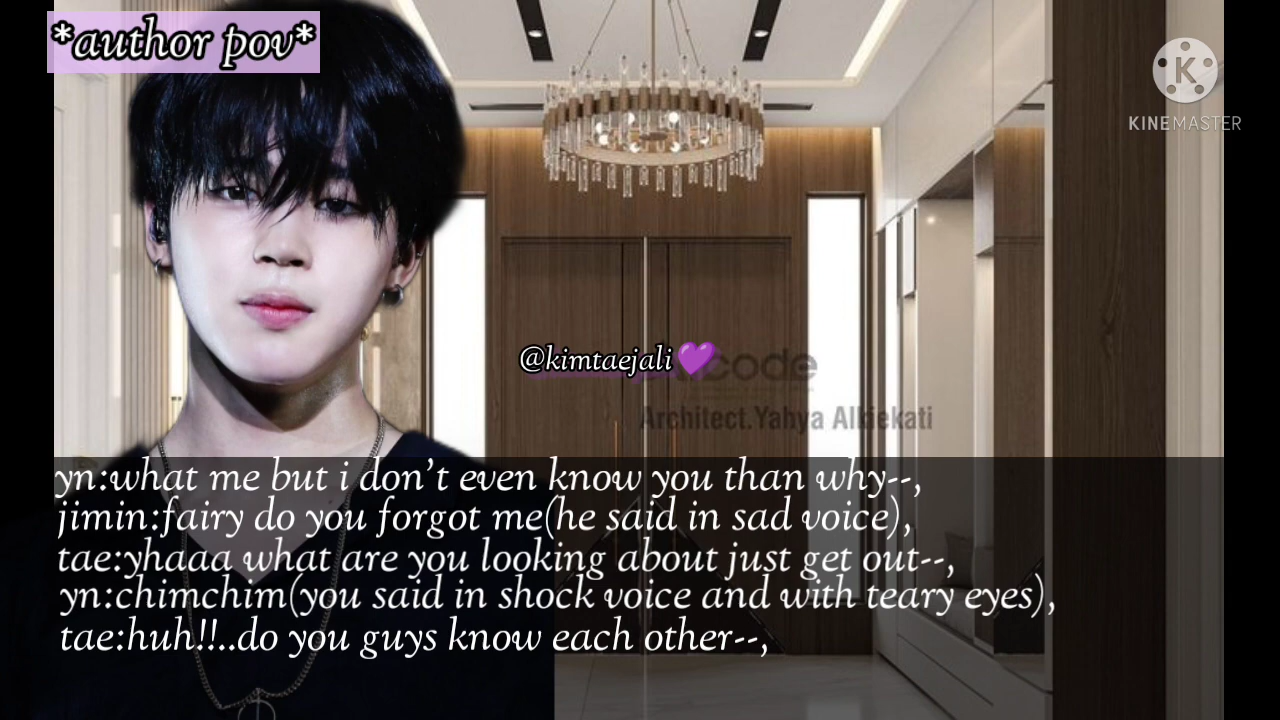 *author pov*
KINEMASTER
@kimtaejali💜
code
Architect.Yahya Alkiekati
yn:what me but i don't even know you than why--,
jimin:fairy do you forgot me(he said in sad voice),
tae:yhaaa what are you looking about just get out--,
yn:chimchim(you said in shock voice and with teary eyes),
tae:huh!!..do you guys know each other--,